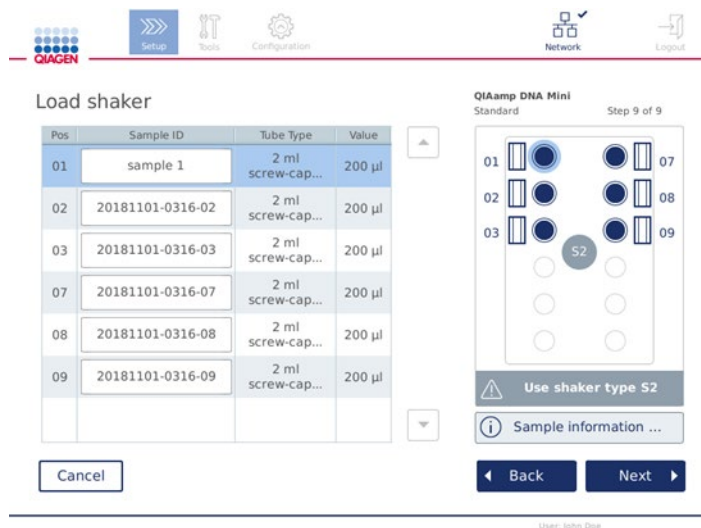 QIAGEN
Setup
Tools
Configuration
Network
Logout
Load shaker
QIAamp DNA Mini
Standard Step 9 of 9
Pos Sample ID Tube Type Value
01 sample 1 2 ml screw-cap... 200 µl
02 20181101-0316-02 2 ml screw-cap... 200 µl
03 20181101-0316-03 2 ml screw-cap... 200 µl
07 20181101-0316-07 2 ml screw-cap... 200 µl
08 20181101-0316-08 2 ml screw-cap... 200 µl
09 20181101-0316-09 2 ml screw-cap... 200 µl
01 07
02 08
03 09
S2
Use shaker type S2
Sample information ...
Cancel
Back
Next
User: John Doe